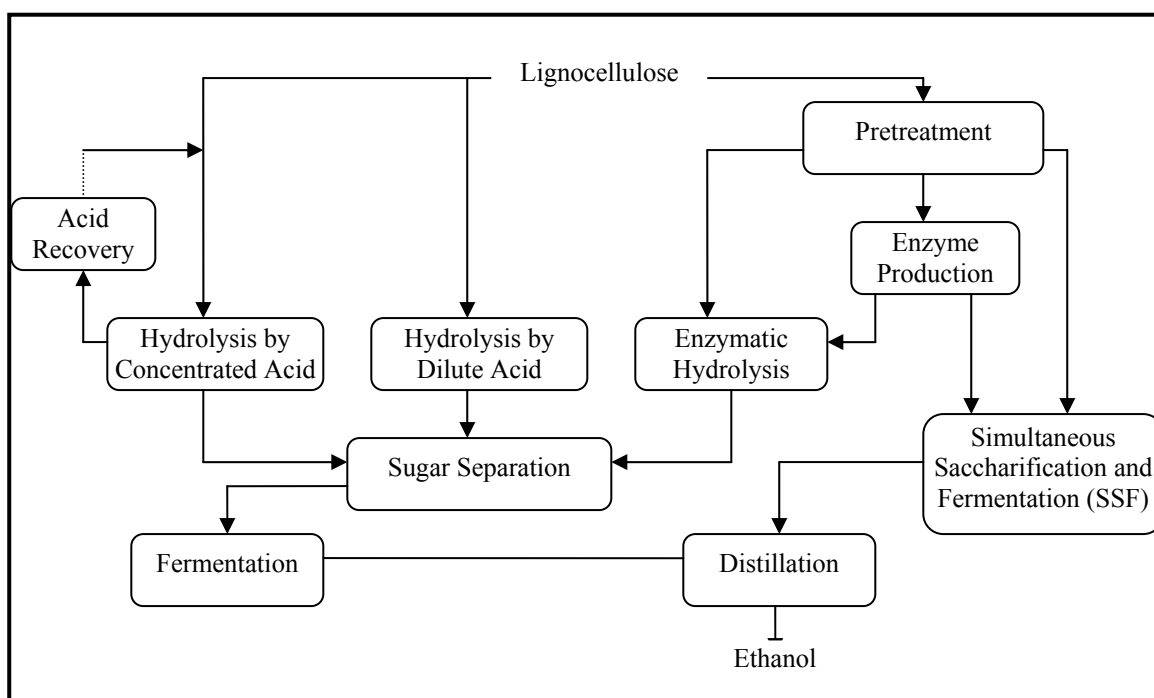 Lignocellulose
Pretreatment
Acid
Recovery
Enzyme
Production
Hydrolysis by
Concentrated Acid
Hydrolysis by
Dilute Acid
Enzymatic
Hydrolysis
Simultaneous
Saccharification and
Fermentation (SSF)
Sugar Separation
Fermentation
Distillation
Ethanol